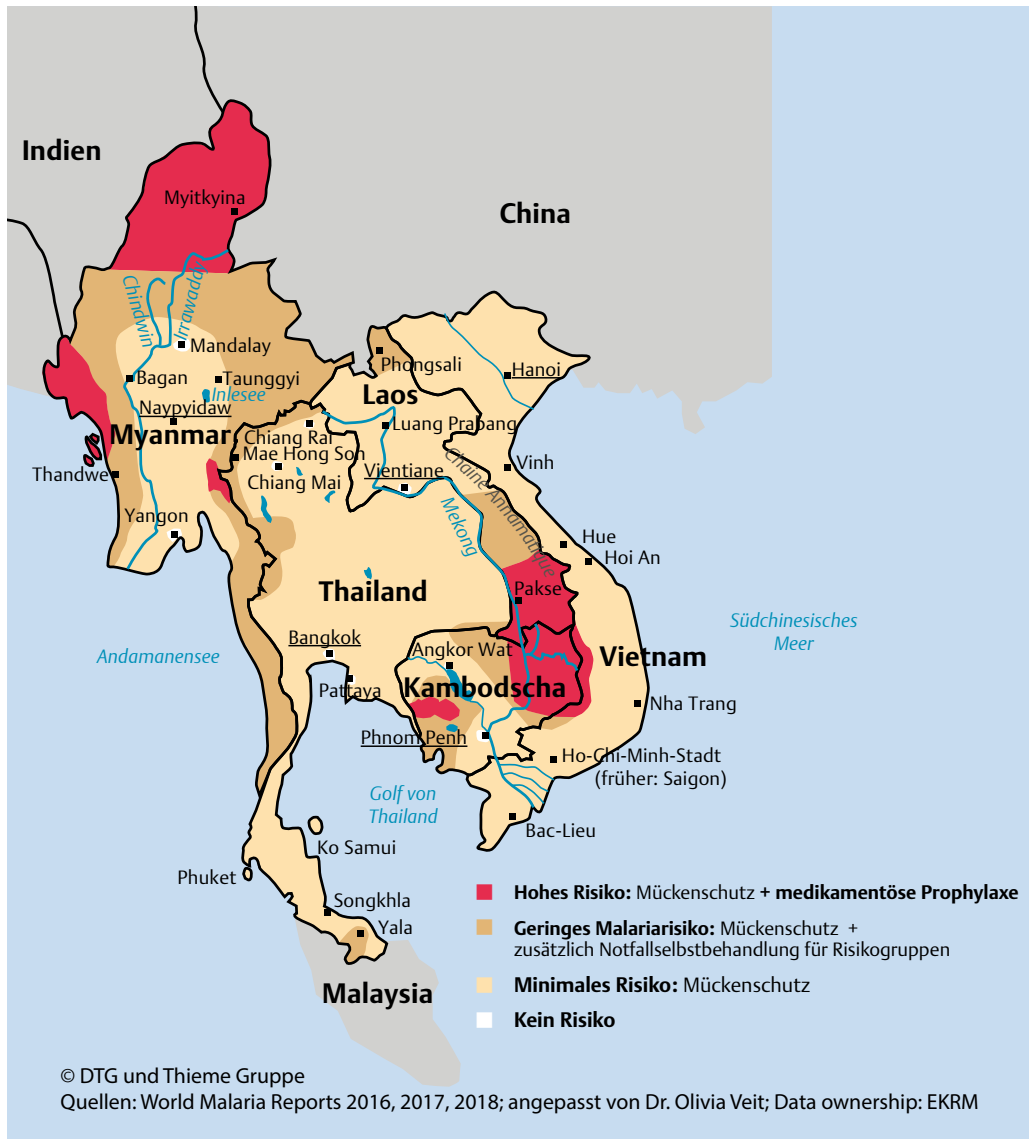 Indien
Myitkyina
China
Chindwin
Irrawaddy
Mandalay
Phongsali
Hanoi
Bagan
Taunggyi
Inlesee
Laos
Naypyidaw
Luang Prabang
Myanmar
Chiang Rai
Mae Hong Son
Vinh
Thandwe
Vientiane
Chaîne Annamatique
Chiang Mai
Mekong
Yangon
Hue
Hoi An
Thailand
Pakse
Südchinesisches
Meer
Bangkok
Angkor Wat
Vietnam
Andamanensee
Pattaya
Kambodscha
Nha Trang
Phnom Penh
Ho-Chi-Minh-Stadt
(früher: Saigon)
Golf von
Thailand
Bac-Lieu
Ko Samui
Phuket
Songkhla
Yala
Malaysia
Hohes Risiko: Mückenschutz + medikamentöse Prophylaxe
Geringes Malariarisiko: Mückenschutz +
zusätzlich Notfallselbstbehandlung für Risikogruppen
Minimales Risiko: Mückenschutz
Kein Risiko
© DTG und Thieme Gruppe
Quellen: World Malaria Reports 2016, 2017, 2018; angepasst von Dr. Olivia Veit; Data ownership: EKRM